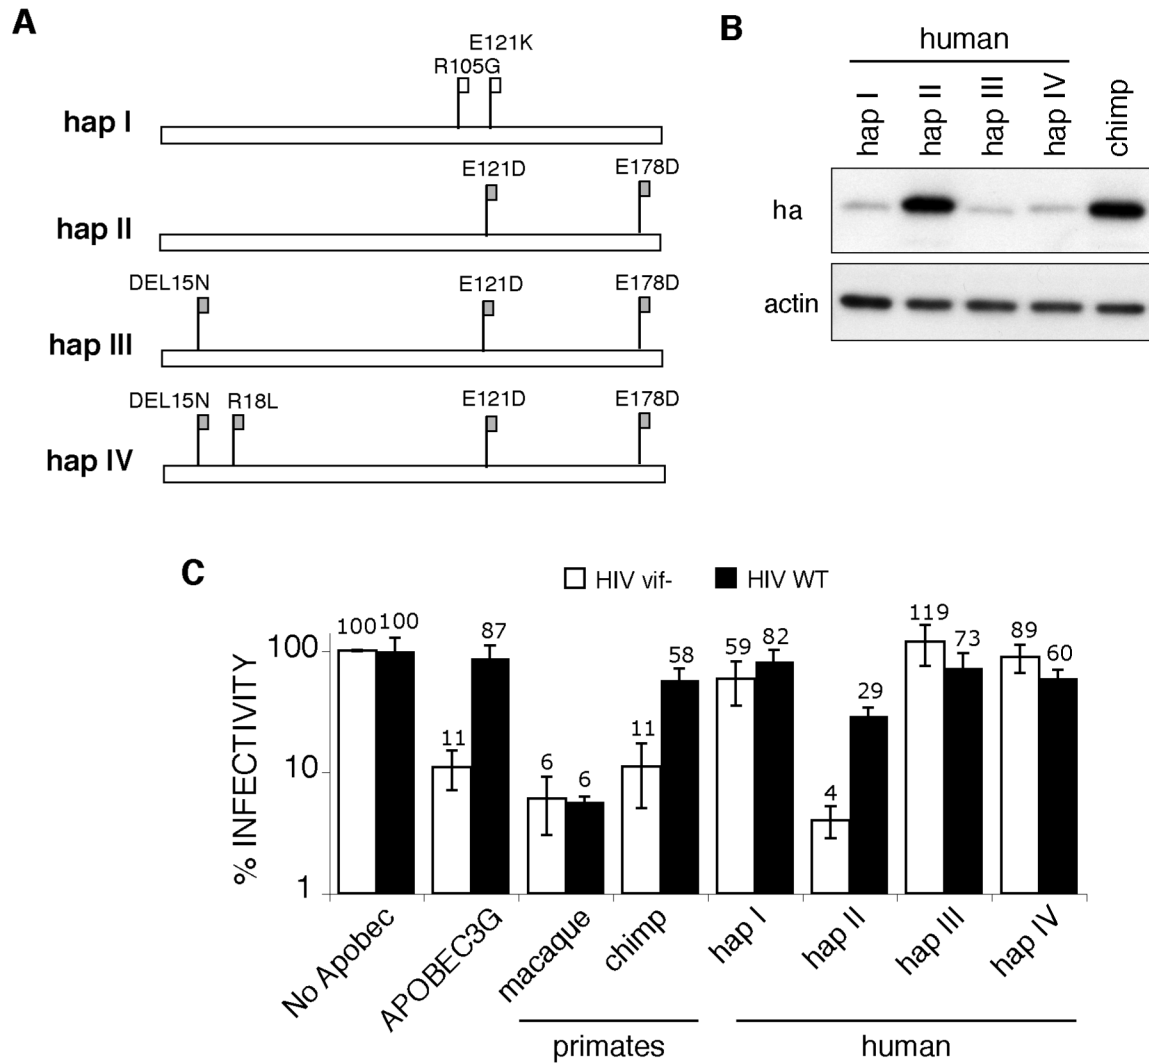 A
E121K
R105G
hap I
E121D E178D
hap II
DEL15N E121D E178D
hap III
DEL15N R18L E121D E178D
hap IV
B
human
hap I hap II hap III hap IV chimp
ha
actin
C
HIV vif- HIV WT
% INFECTIVITY
100
10
1
100 100 11 87 6 6 11 58 59 82 4 29 119 73 89 60
No Apobec APOBEC3G macaque chimp hap I hap II hap III hap IV
primates human